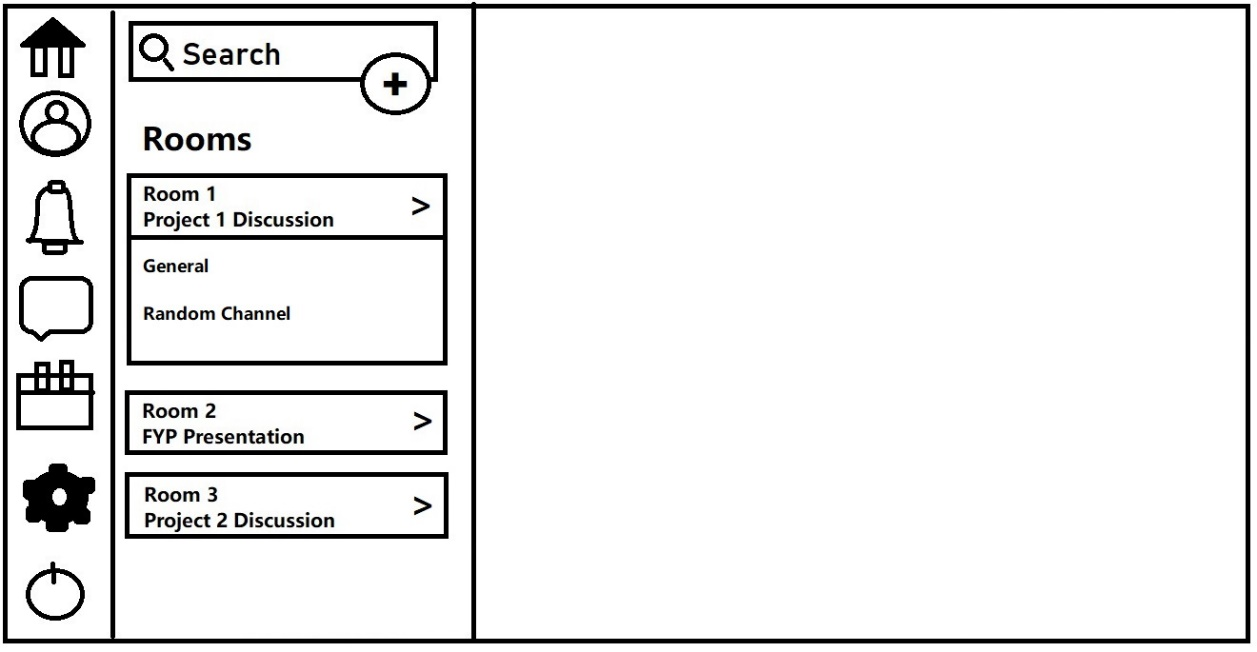 Search
+
Rooms
Room 1
Project 1 Discussion
>
General
Random Channel
Room 2
FYP Presentation
>
Room 3
Project 2 Discussion
>